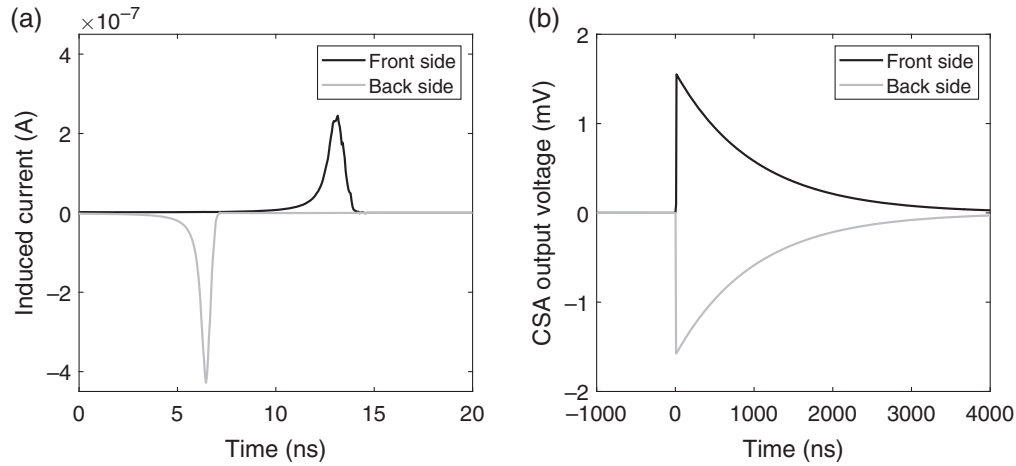 (a)
×10⁻⁷
4
2
0
−2
−4
Induced current (A)
0
5
10
15
20
Time (ns)
Front side
Back side
(b)
2
1
0
−1
−2
CSA output voltage (mV)
−1000
0
1000
2000
3000
4000
Time (ns)
Front side
Back side